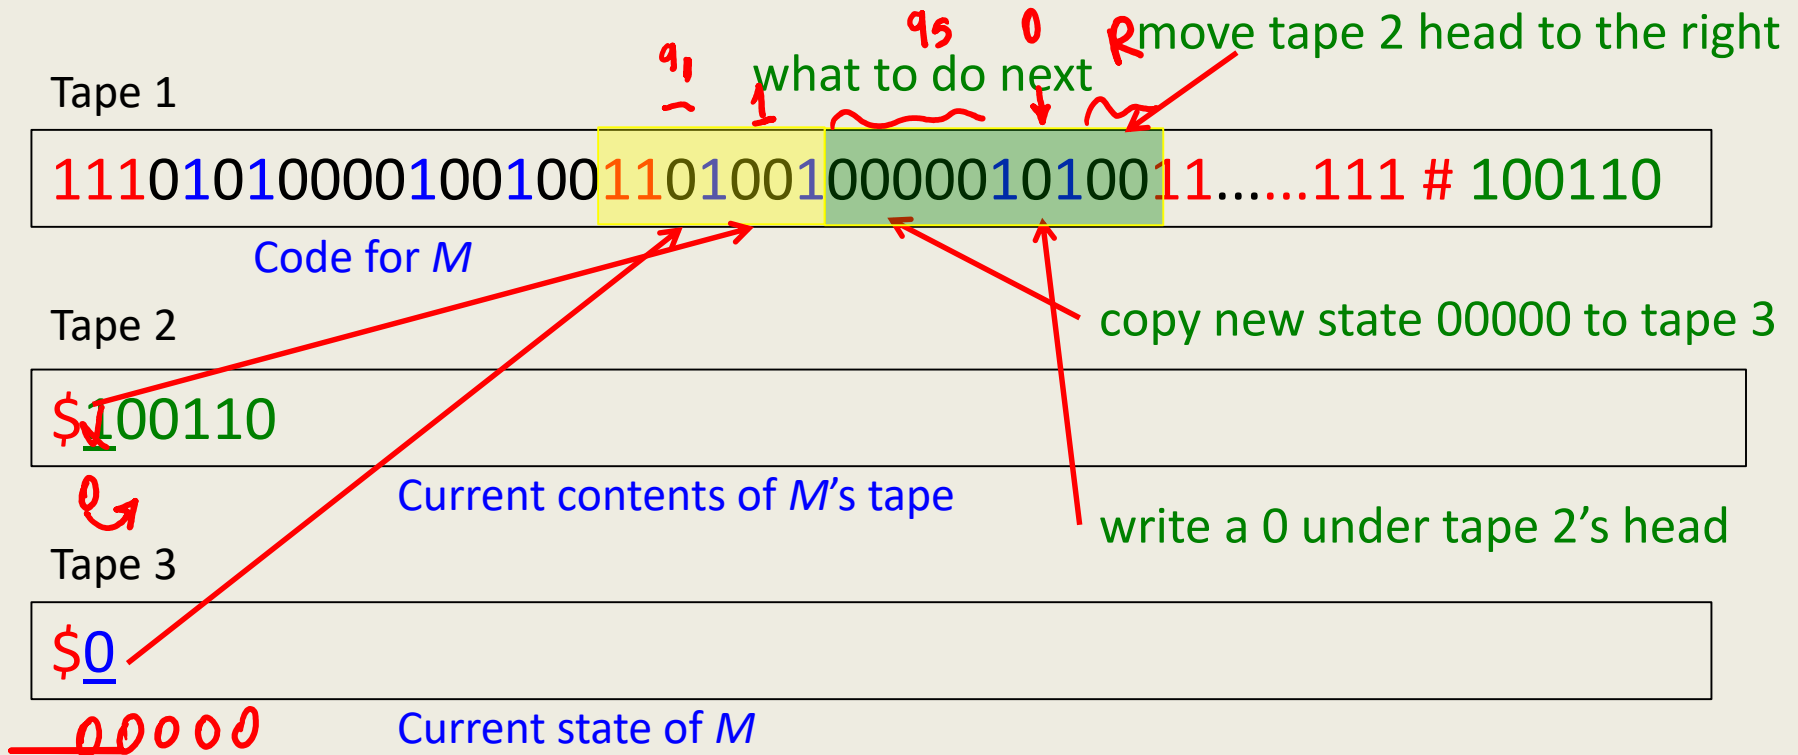 q5 0 R move tape 2 head to the right
q1 what to do next
Tape 1
1
111010100001001001101001000001010011......111 # 100110
Code for M
Tape 2
copy new state 00000 to tape 3
$100110
0
Current contents of M's tape
write a 0 under tape 2's head
Tape 3
$0
00000
Current state of M